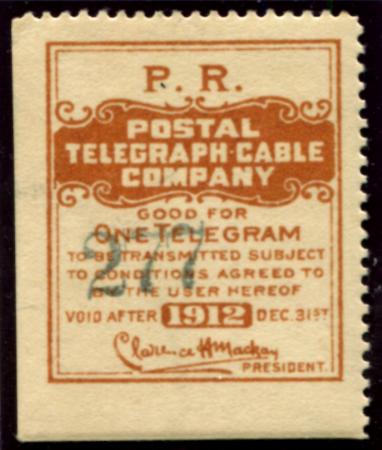 P. R.
POSTAL
TELEGRAPH-CABLE
COMPANY
GOOD FOR
ONE TELEGRAM
TO BE TRANSMITTED SUBJECT
TO CONDITIONS AGREED TO
BY THE USER HEREOF
277
VOID AFTER 1912 DEC. 31ST
Clarence H Mackay
PRESIDENT.